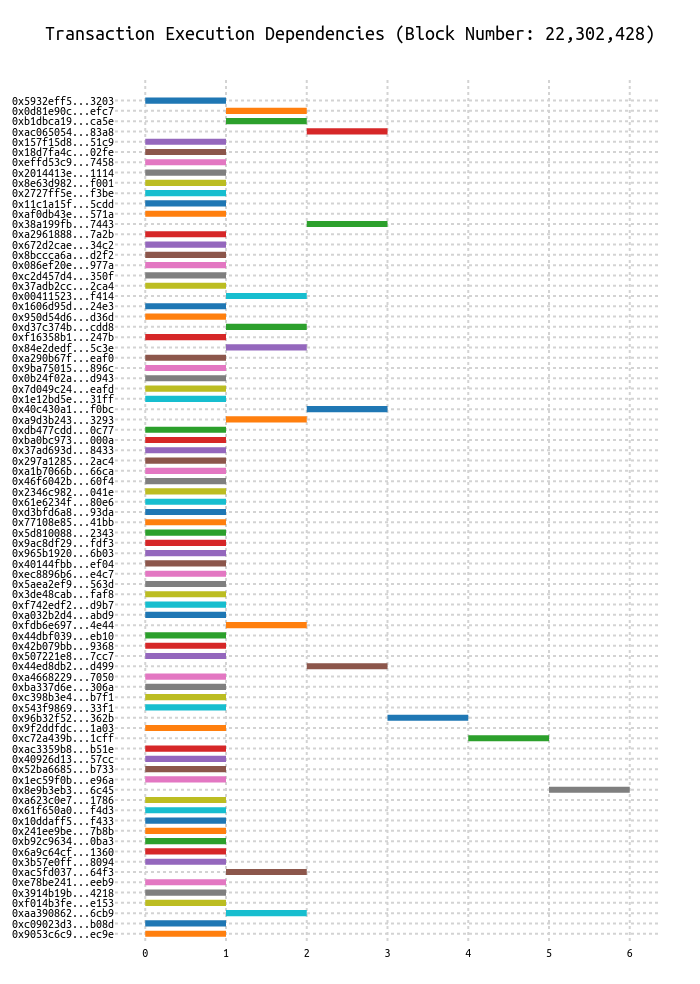 Transaction Execution Dependencies (Block Number: 22,302,428)
0x5932eff5...3203
0x0d81e90c...efc7
0xb1dbca19...ca5e
0xac065054...83a8
0x157f15d8...51c9
0x18d7fa4c...02fe
0xeffd53c9...7458
0x2014413e...1114
0x8e63d982...f001
0x2727ff5e...f3be
0x11c1a15f...5cdd
0xaf0db43e...571a
0x38a199fb...7443
0xa2961888...7a2b
0x672d2cae...34c2
0x8bccca6a...d2f2
0x086ef20e...977a
0xc2d457d4...350f
0x37adb2cc...2ca4
0x00411523...f414
0x1606d95d...24e3
0x950d54d6...d36d
0xd37c374b...cdd8
0xf16358b1...247b
0x84e2dedf...5c3e
0xa290b67f...eaf0
0x9ba75015...896c
0x0b24f02a...d943
0x7d049c24...eafd
0x1e12bd5e...31ff
0x40c430a1...f0bc
0xa9d3b243...3293
0xdb477cdd...0c77
0xba0bc973...000a
0x37ad693d...8433
0x297a1285...2ac4
0xa1b7066b...66ca
0x46f6042b...60f4
0x2346c982...041e
0x61e6234f...80e6
0xd3bfd6a8...93da
0x77108e85...41bb
0x5d810088...2343
0x9ac8df29...fdf3
0x965b1920...6b03
0x40144fbb...ef04
0xec8896b6...e4c7
0x5aea2ef9...563d
0x3de48cab...faf8
0xf742edf2...d9b7
0xa032b2d4...abd9
0xfdb6e697...4e44
0x44dbf039...eb10
0x42b079bb...9368
0x507221e8...7cc7
0x44ed8db2...d499
0xa4668229...7050
0xba337d6e...306a
0xc398b3e4...b7f1
0x543f9869...33f1
0x96b32f52...362b
0x9f2ddfdc...1a03
0xc72a439b...1cff
0xac3359b8...b51e
0x40926d13...57cc
0x52ba6685...b733
0x1ec59f0b...e96a
0x8e9b3eb3...6c45
0xa623c0e7...1786
0x61f650a0...f4d3
0x10ddaff5...f433
0x241ee9be...7b8b
0xb92c9634...0ba3
0x6a9c64cf...1360
0x3b57e0ff...8094
0xac5fd037...64f3
0xe78be241...eeb9
0x3914b19b...4218
0xf014b3fe...e153
0xaa390862...6cb9
0xc09023d3...b08d
0x9053c6c9...ec9e
0 1 2 3 4 5 6